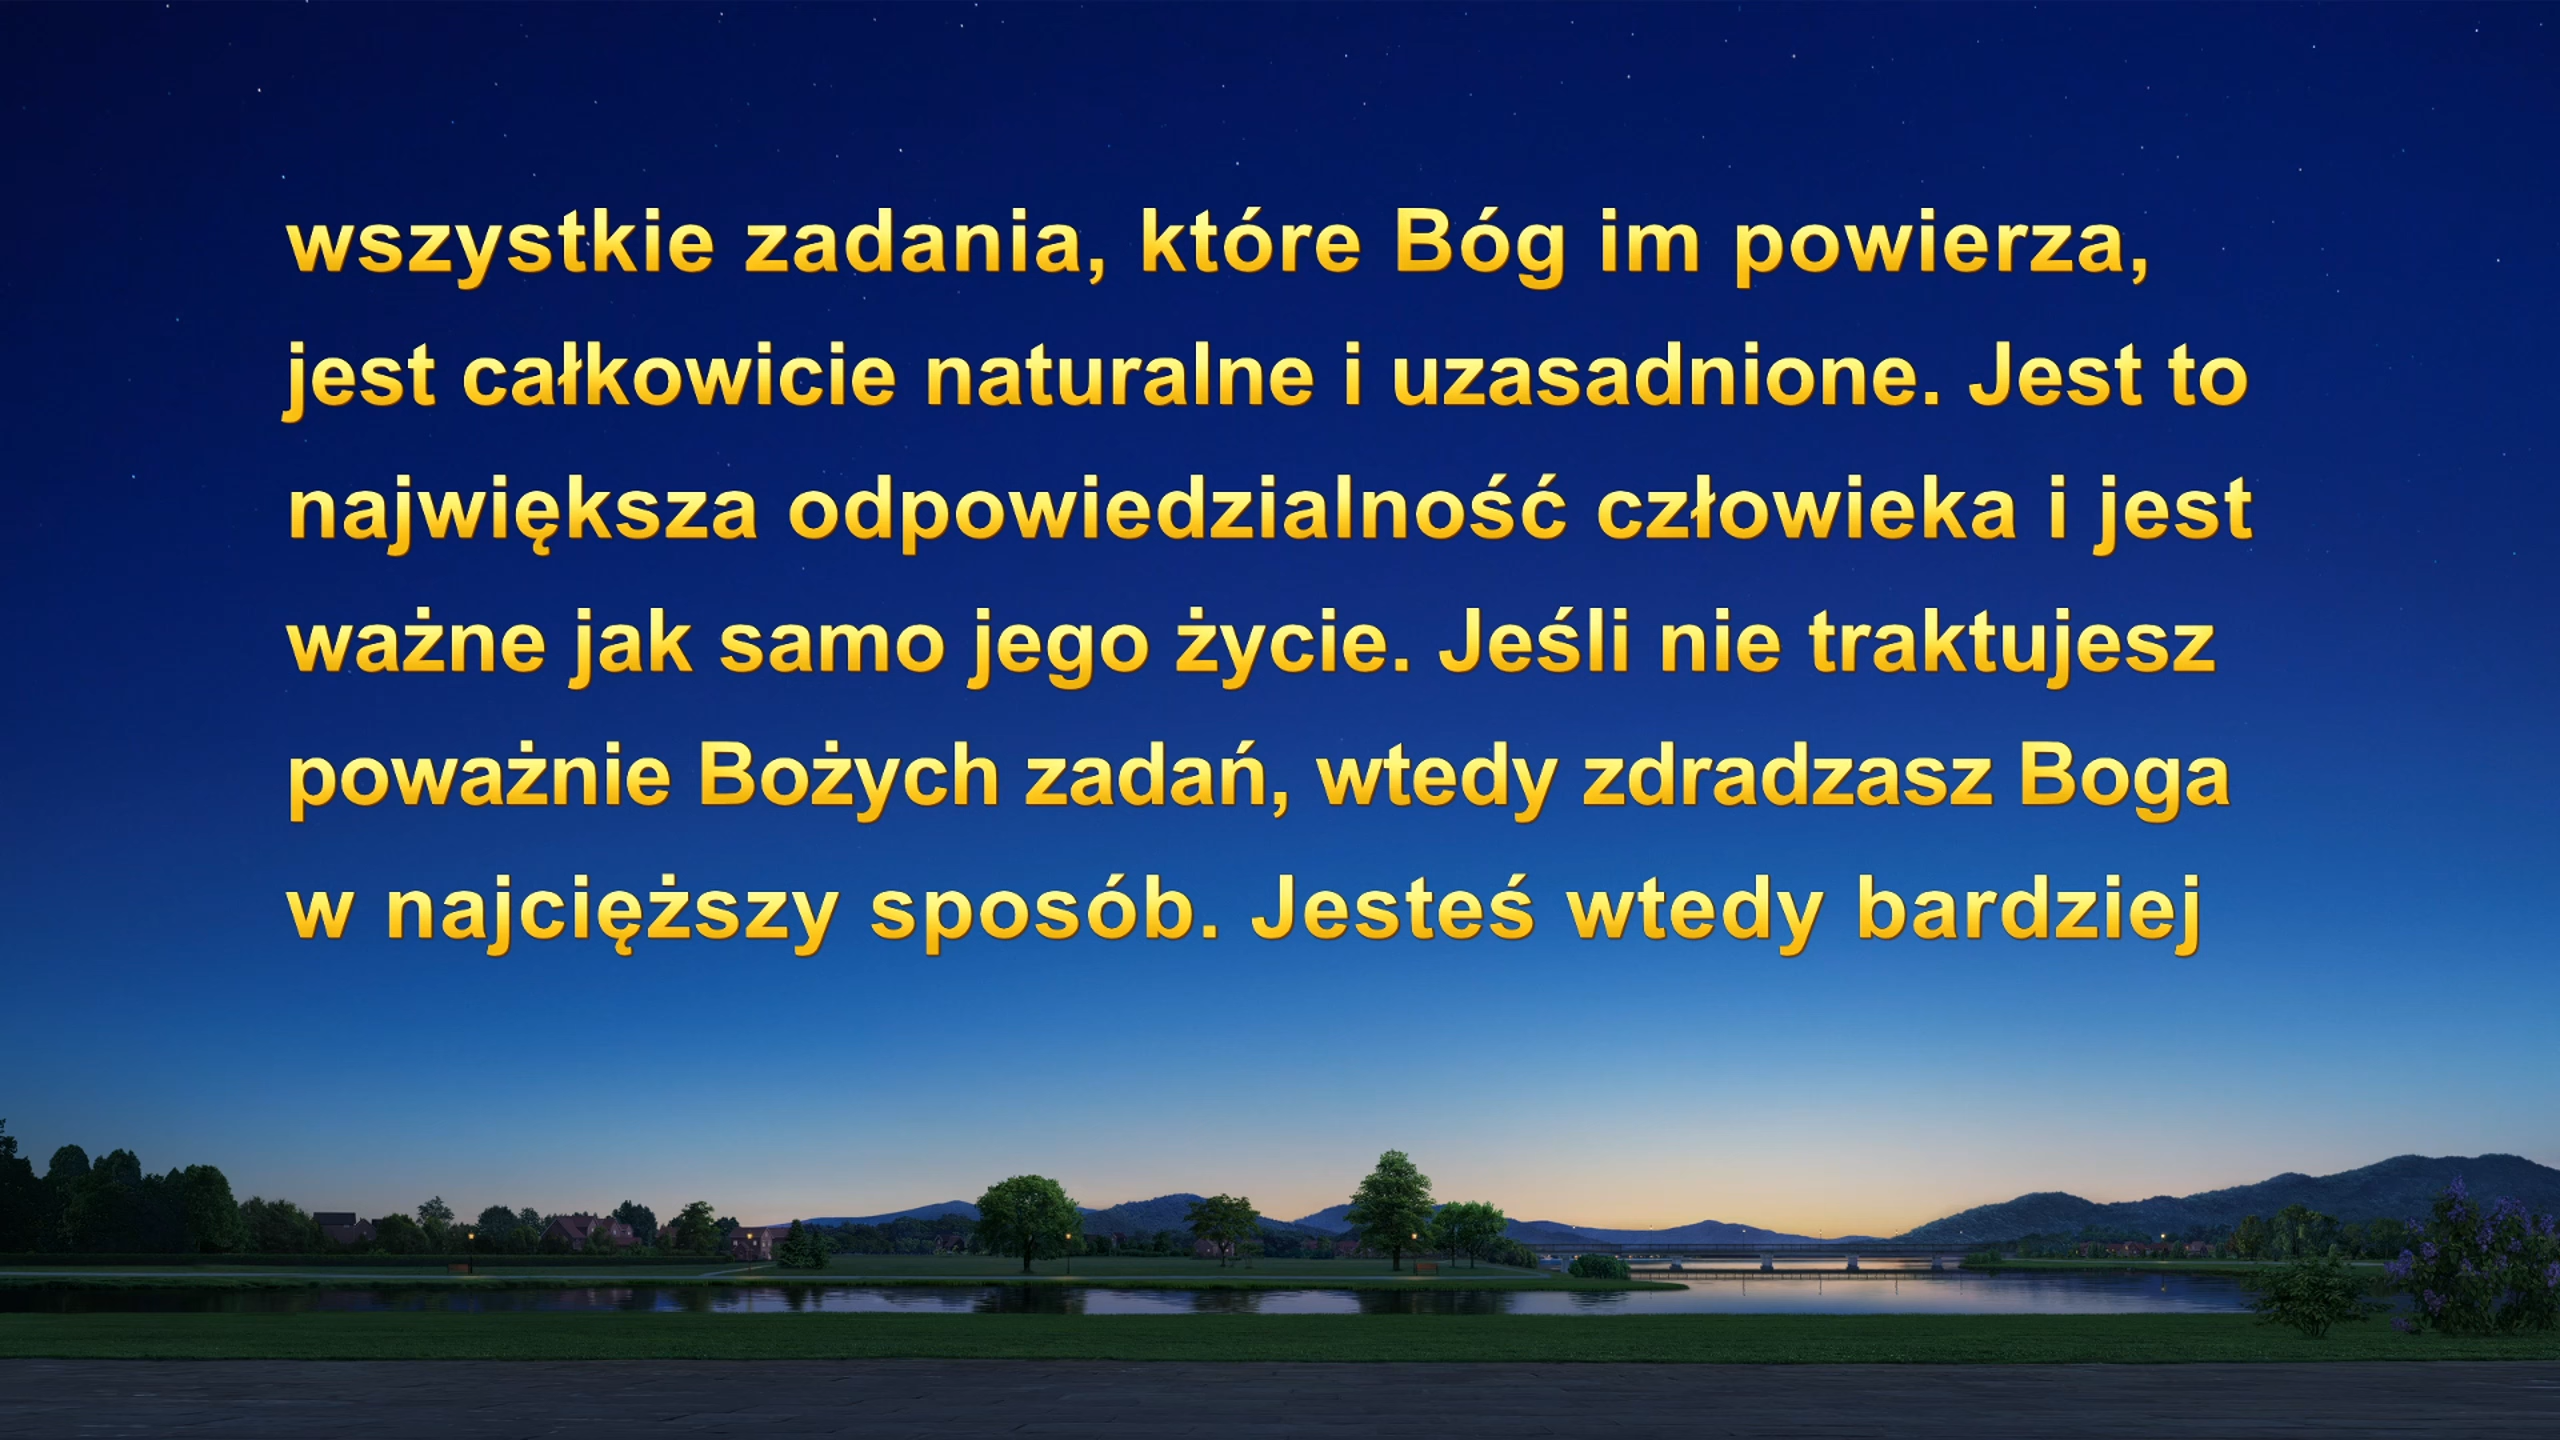 wszystkie zadania, które Bóg im powierza,
jest całkowicie naturalne i uzasadnione. Jest to
największa odpowiedzialność człowieka i jest
ważne jak samo jego życie. Jeśli nie traktujesz
poważnie Bożych zadań, wtedy zdradzasz Boga
w najcięższy sposób. Jesteś wtedy bardziej